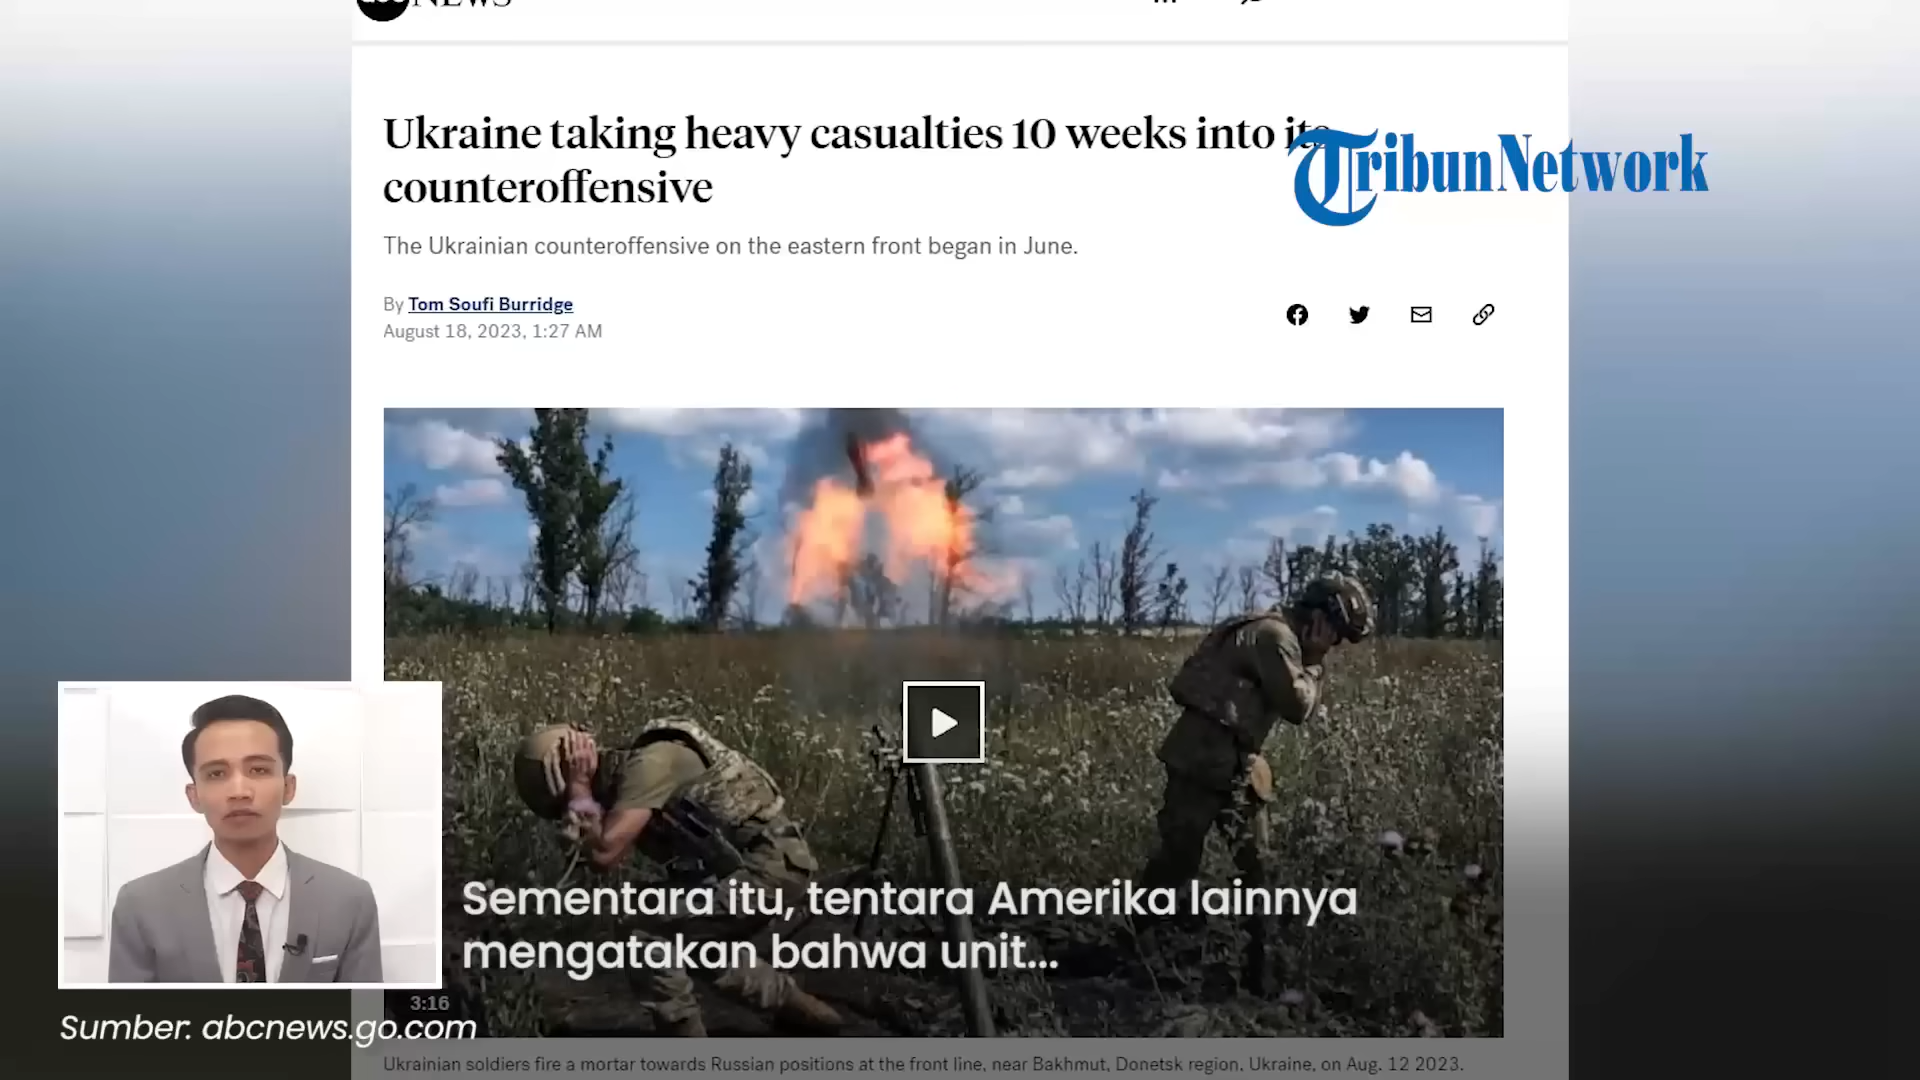 abc NEWS
Ukraine taking heavy casualties 10 weeks into its
counteroffensive
TribunNetwork
The Ukrainian counteroffensive on the eastern front began in June.
By Tom Soufi Burridge
August 18, 2023, 1:27 AM
Sementara itu, tentara Amerika lainnya
mengatakan bahwa unit...
3:16
Sumber: abcnews.go.com
Ukrainian soldiers fire a mortar towards Russian positions at the front line, near Bakhmut, Donetsk region, Ukraine, on Aug. 12 2023.